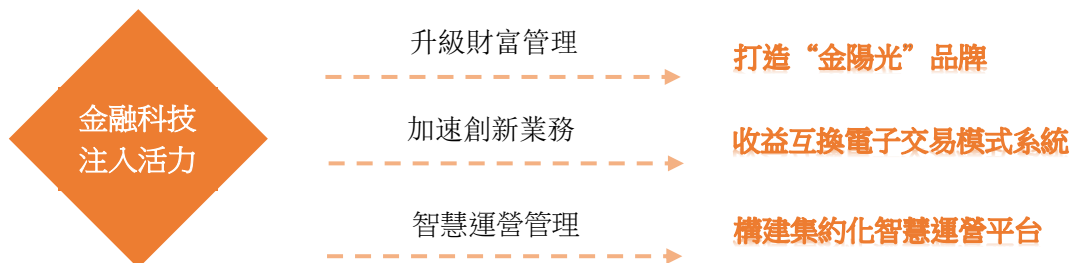 金融科技
注入活力
升級財富管理
打造“金陽光”品牌
加速創新業務
收益互換電子交易模式系統
智慧運營管理
構建集約化智慧運營平台